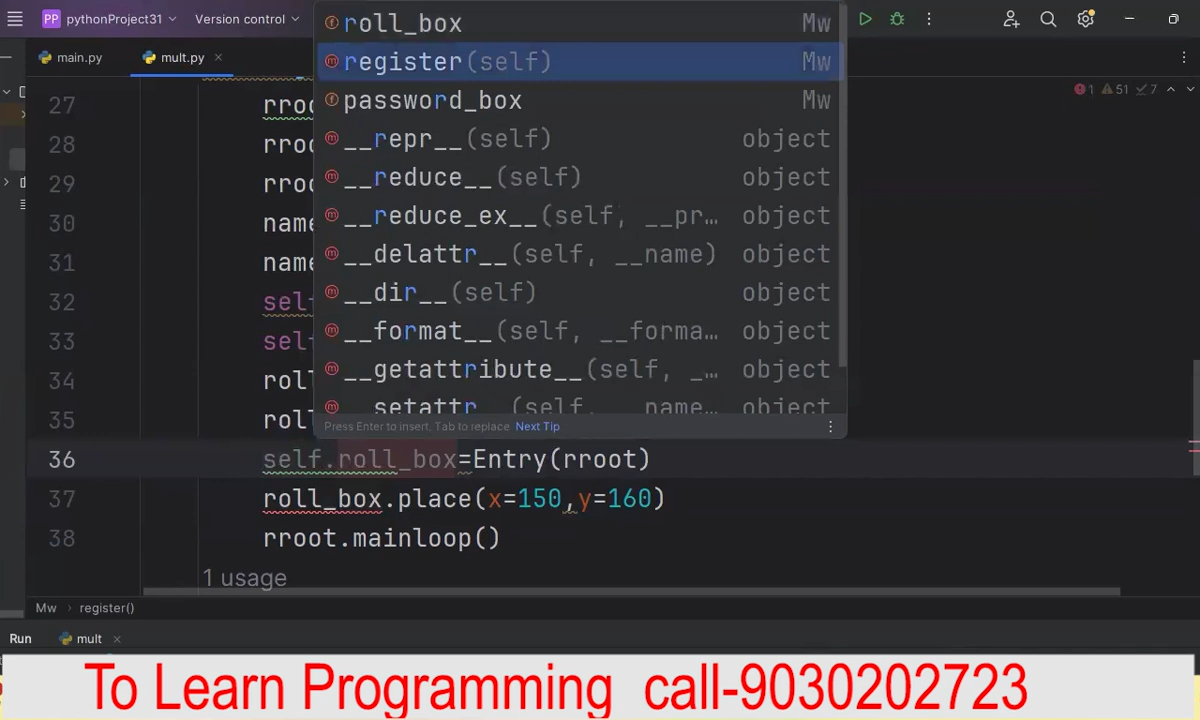 PP pythonProject31 Version control
main.py mult.py
1 51 7
roll_box Mw
register(self) Mw
password_box Mw
__repr__(self) object
__reduce__(self) object
__reduce_ex__(self, __pr… object
__delattr__(self, __name) object
__dir__(self) object
__format__(self, __forma… object
__getattribute__(self, _… object
__setattr__(self, __name… object
Press Enter to insert, Tab to replace Next Tip
27 rroo
28 rroo
29 rroo
30 name
31 name
32 self
33 self
34 roll
35 roll
36 self.roll_box=Entry(rroot)
37 roll_box.place(x=150,y=160)
38 rroot.mainloop()
1 usage
Mw register()
Run mult
To Learn Programming call-9030202723